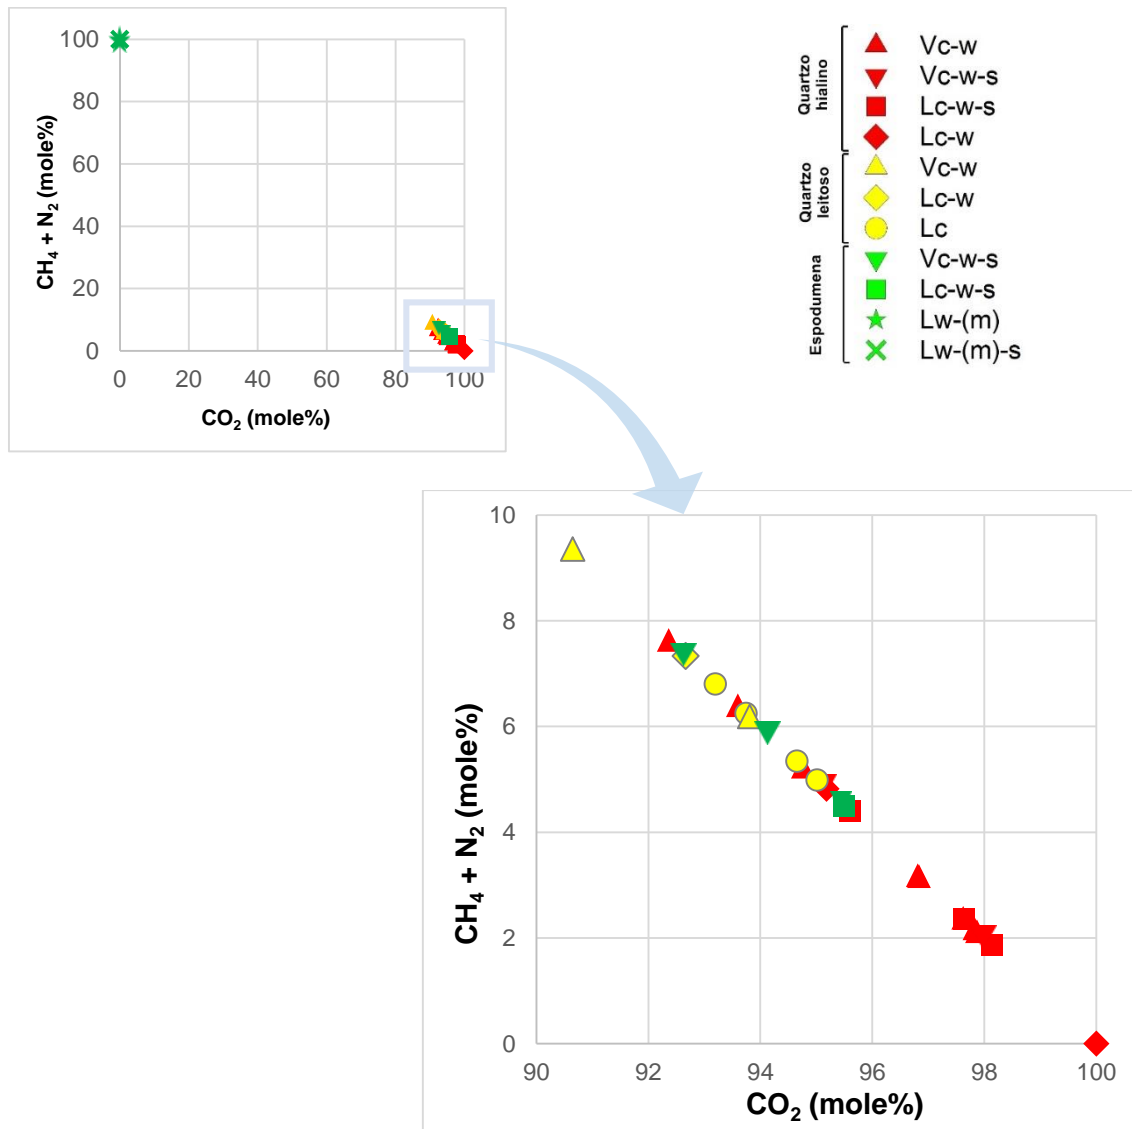 100
80
60
40
20
0
CH₄ + N₂ (mole%)
0 20 40 60 80 100
CO₂ (mole%)
Quartzo
hialino
Vc-w
Vc-w-s
Lc-w-s
Lc-w
Quartzo
leitoso
Vc-w
Lc-w
Lc
Espodumena
Vc-w-s
Lc-w-s
Lw-(m)
Lw-(m)-s
10
8
6
4
2
0
CH₄ + N₂ (mole%)
90 92 94 96 98 100
CO₂ (mole%)